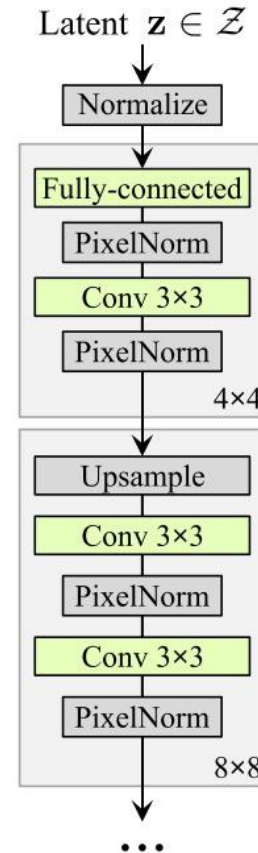 Latent z ∈ 𝒵
Normalize
Fully-connected
PixelNorm
Conv 3×3
PixelNorm
4×4
Upsample
Conv 3×3
PixelNorm
Conv 3×3
PixelNorm
8×8
...